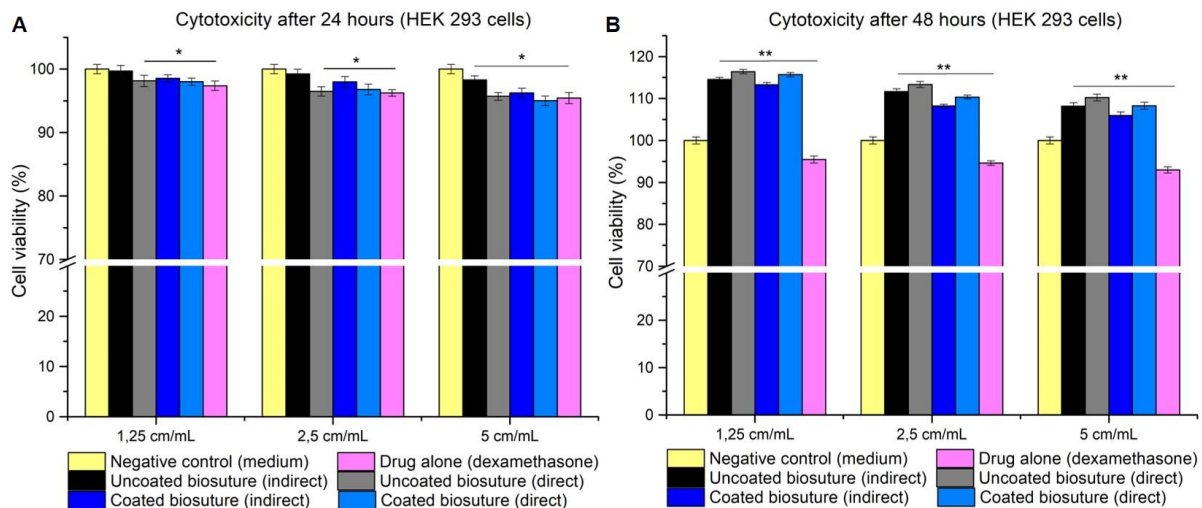 A
Cytotoxicity after 24 hours (HEK 293 cells)
Cell viability (%)
100
90
80
70
20
10
0
*
*
*
1,25 cm/mL
2,5 cm/mL
5 cm/mL
Negative control (medium)
Drug alone (dexamethasone)
Uncoated biosuture (indirect)
Uncoated biosuture (direct)
Coated biosuture (indirect)
Coated biosuture (direct)
B
Cytotoxicity after 48 hours (HEK 293 cells)
Cell viability (%)
120
110
100
90
80
70
20
10
0
**
**
**
1,25 cm/mL
2,5 cm/mL
5 cm/mL
Negative control (medium)
Drug alone (dexamethasone)
Uncoated biosuture (indirect)
Uncoated biosuture (direct)
Coated biosuture (indirect)
Coated biosuture (direct)